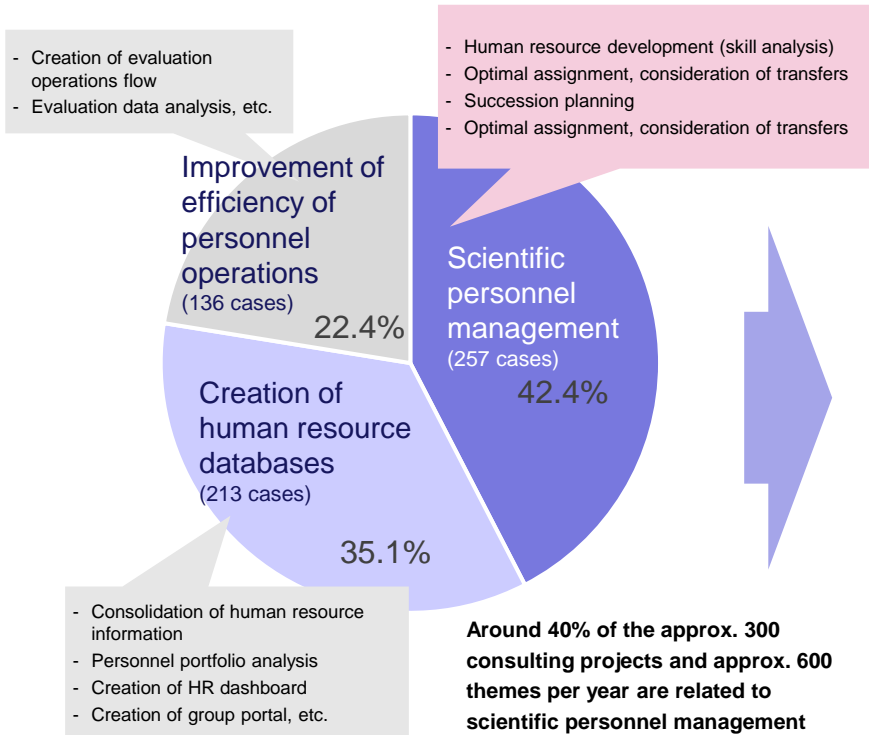 - Creation of evaluation
operations flow
- Evaluation data analysis, etc.
- Human resource development (skill analysis)
- Optimal assignment, consideration of transfers
- Succession planning
- Optimal assignment, consideration of transfers
Improvement of
efficiency of
personnel
operations
(136 cases)
22.4%
Scientific
personnel
management
(257 cases)
42.4%
Creation of
human resource
databases
(213 cases)
35.1%
- Consolidation of human resource
information
- Personnel portfolio analysis
- Creation of HR dashboard
- Creation of group portal, etc.
Around 40% of the approx. 300
consulting projects and approx. 600
themes per year are related to
scientific personnel management